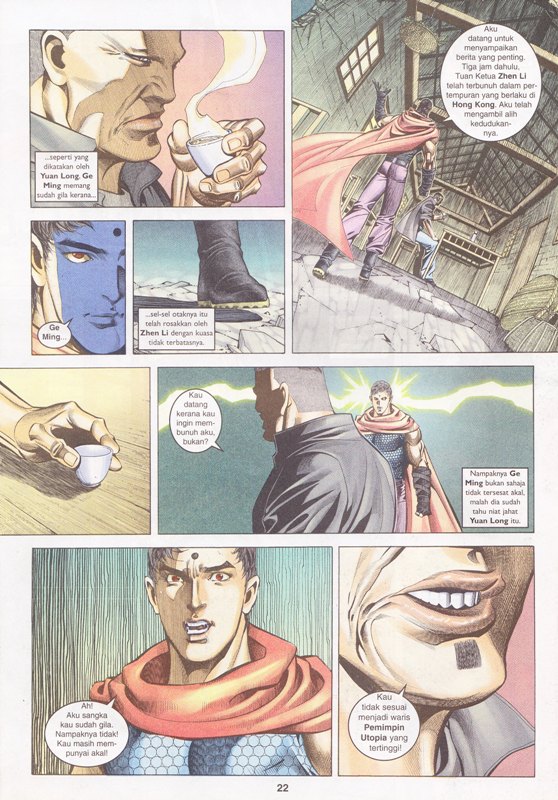 ...seperti yang
dikatakan oleh
Yuan Long, Ge
Ming memang
sudah gila kerana...
Aku
datang untuk
menyampaikan
berita yang penting.
Tiga jam dahulu,
Tuan Ketua Zhen Li
telah terbunuh dalam per-
tempuran yang berlaku di
Hong Kong. Aku telah
mengambil alih
kedudukan-
nya.
Ge
Ming...
...sel-sel otaknya itu
telah rosakkan oleh
Zhen Li dengan kuasa
tidak terbatasnya.
Kau
datang
kerana kau
ingin mem-
bunuh aku,
bukan?
Nampaknya Ge
Ming bukan sahaja
tidak tersesat akal,
malah dia sudah
tahu niat jahat
Yuan Long itu.
Ah!
Aku sangka
kau sudah gila.
Nampaknya tidak!
Kau masih mem-
punyai akal!
Kau
tidak sesuai
menjadi waris
Pemimpin
Utopia yang
tertinggi!
22